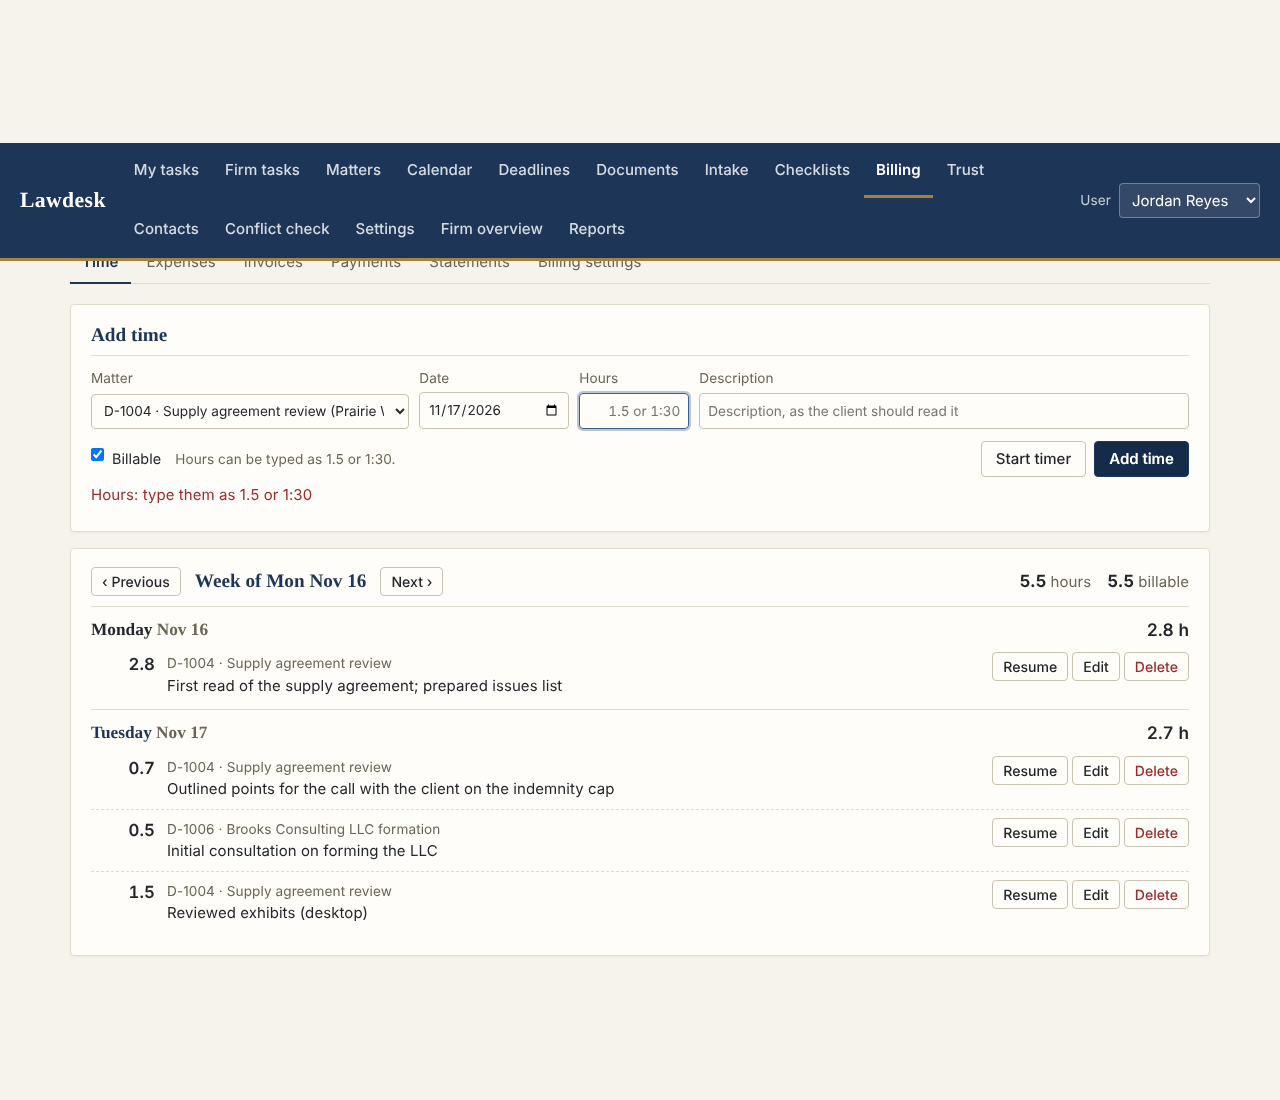 Lawdesk
My tasks Firm tasks Matters Calendar Deadlines Documents Intake Checklists Billing Trust
Contacts Conflict check Settings Firm overview Reports
User Jordan Reyes
Time Expenses Invoices Payments Statements Billing settings
Add time
Matter Date Hours Description
D-1004 · Supply agreement review (Prairie 11/17/2026 1.5 or 1:30 Description, as the client should read it
Billable Hours can be typed as 1.5 or 1:30. Start timer Add time
Hours: type them as 1.5 or 1:30
‹ Previous Week of Mon Nov 16 Next › 5.5 hours 5.5 billable
Monday Nov 16 2.8 h
2.8 D-1004 · Supply agreement review Resume Edit Delete
First read of the supply agreement; prepared issues list
Tuesday Nov 17 2.7 h
0.7 D-1004 · Supply agreement review Resume Edit Delete
Outlined points for the call with the client on the indemnity cap
0.5 D-1006 · Brooks Consulting LLC formation Resume Edit Delete
Initial consultation on forming the LLC
1.5 D-1004 · Supply agreement review Resume Edit Delete
Reviewed exhibits (desktop)